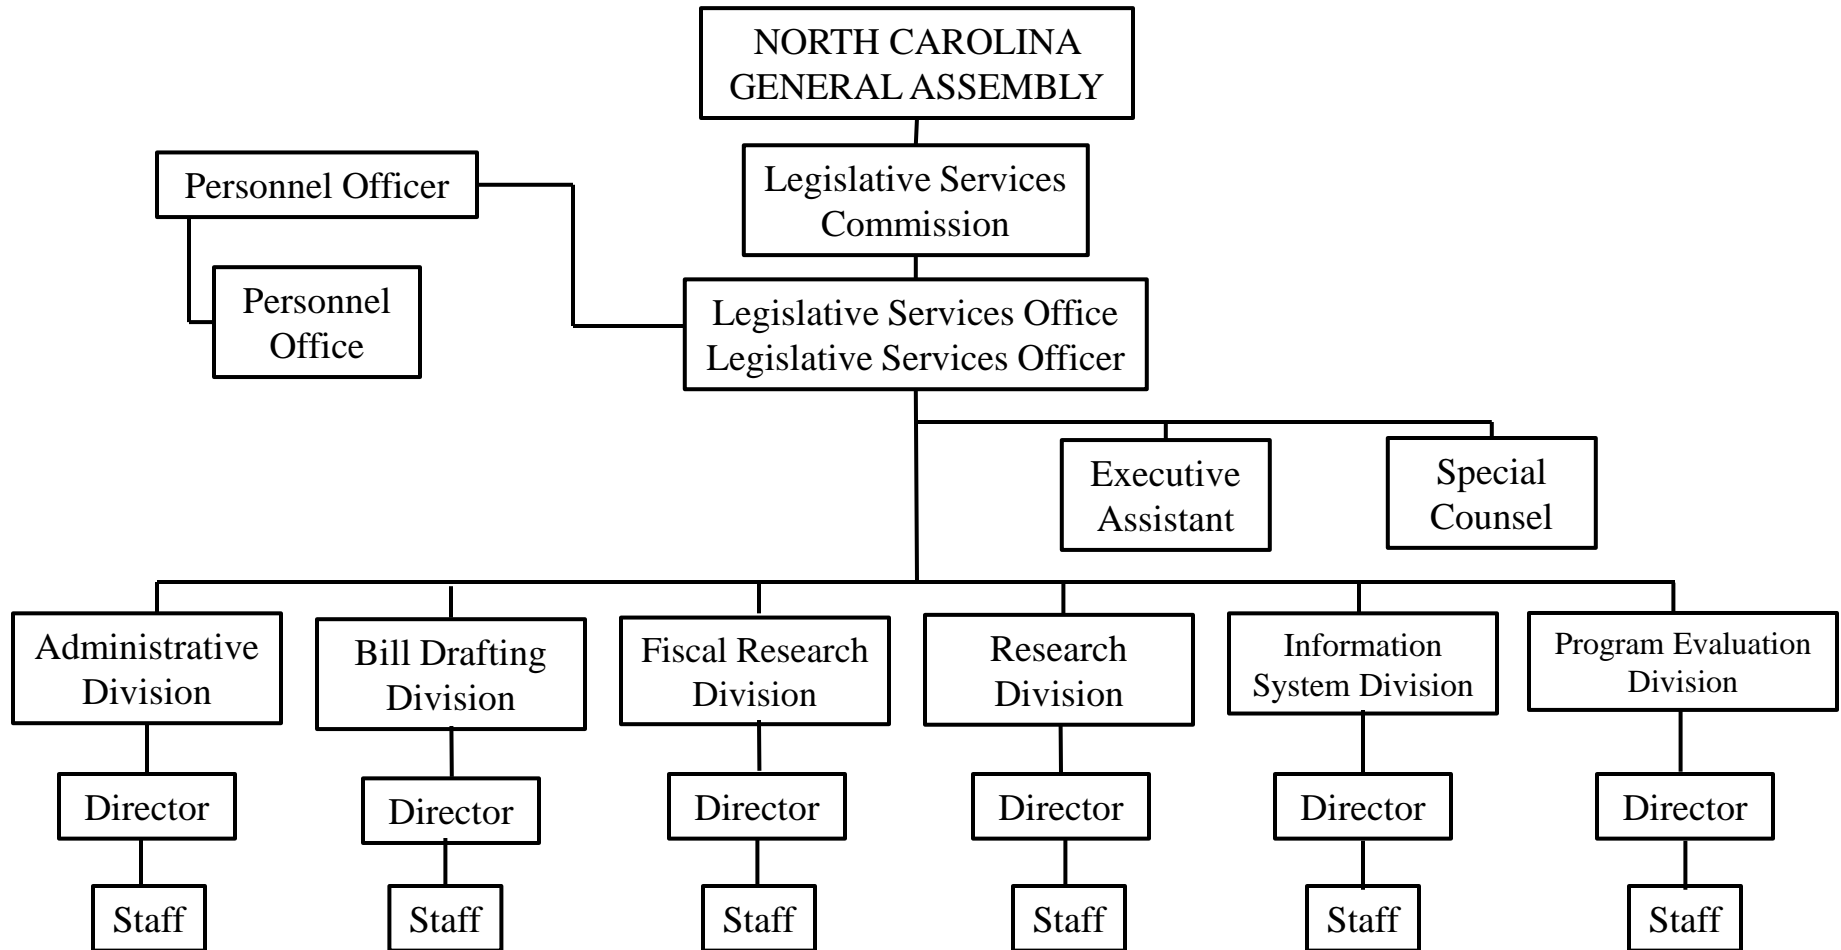 NORTH CAROLINA
GENERAL ASSEMBLY
Legislative Services
Commission
Personnel Officer
Personnel
Office
Legislative Services Office
Legislative Services Officer
Executive
Assistant
Special
Counsel
Administrative
Division
Bill Drafting
Division
Fiscal Research
Division
Research
Division
Information
System Division
Program Evaluation
Division
Director
Director
Director
Director
Director
Director
Staff
Staff
Staff
Staff
Staff
Staff